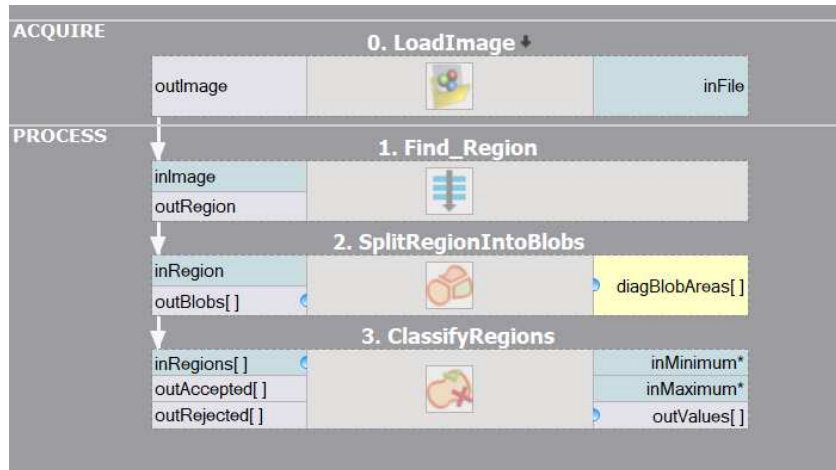 ACQUIRE
0. LoadImage
outImage
inFile
PROCESS
1. Find_Region
inImage
outRegion
2. SplitRegionIntoBlobs
inRegion
outBlobs[ ]
diagBlobAreas[ ]
3. ClassifyRegions
inRegions[ ]
inMinimum*
outAccepted[ ]
inMaximum*
outRejected[ ]
outValues[ ]